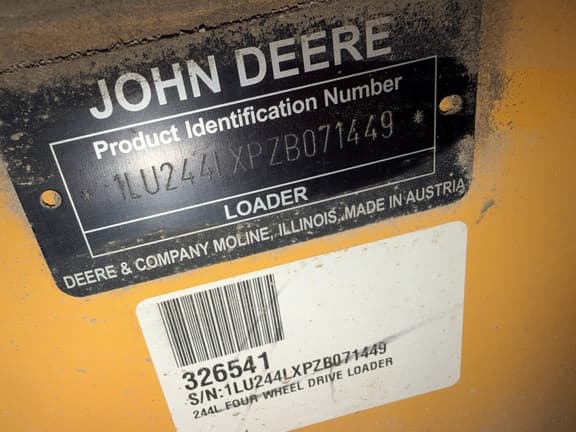 JOHN DEERE
Product Identification Number
* 1LU244LXPZB071449 *
LOADER
DEERE & COMPANY MOLINE, ILLINOIS, MADE IN AUSTRIA
326541
S/N:1LU244LXPZB071449
244L FOUR WHEEL DRIVE LOADER